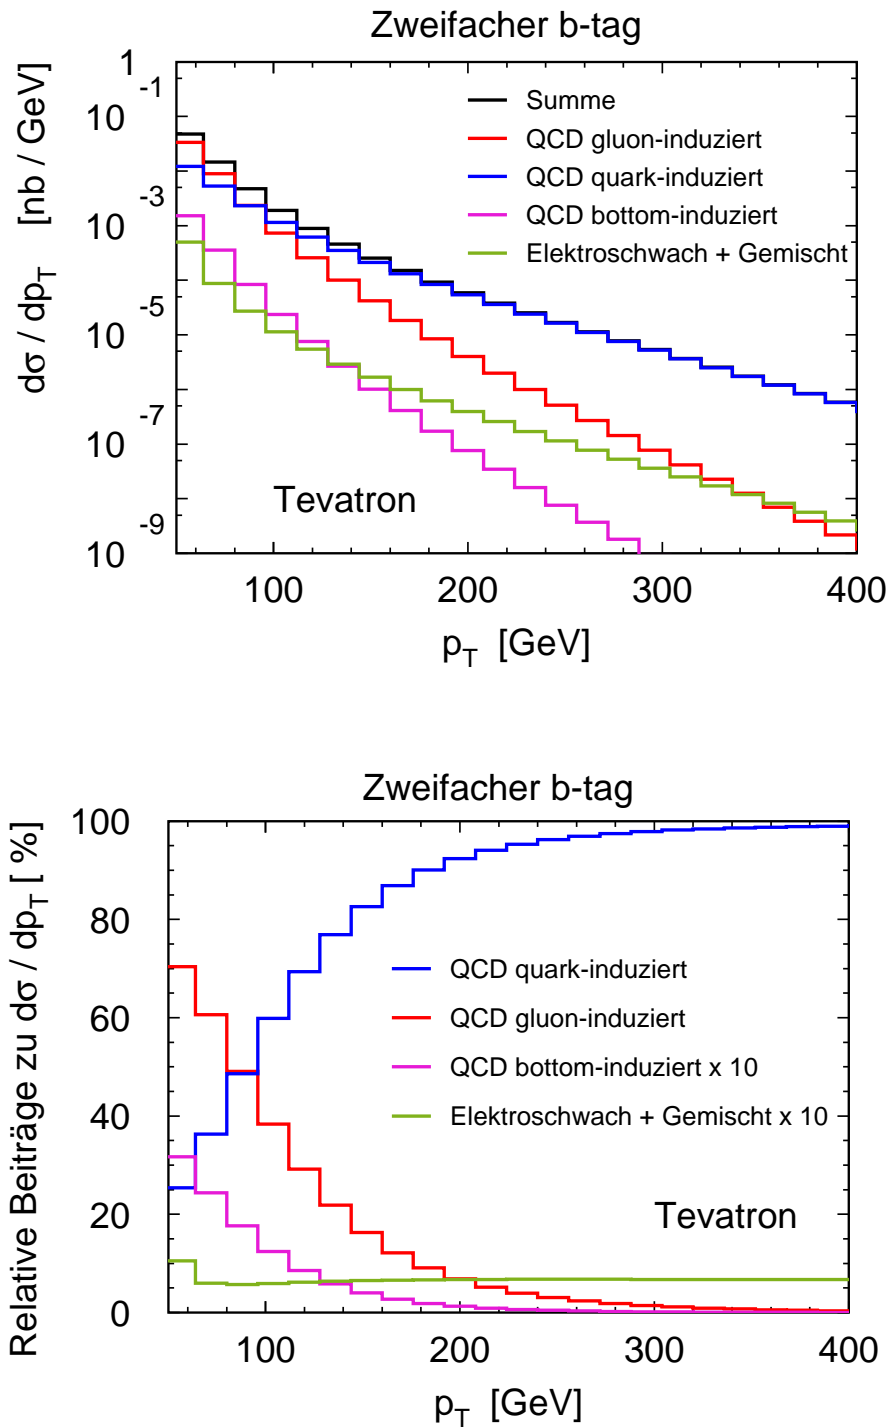 Zweifacher b-tag
dσ / dp_T [nb / GeV]
1
10^-1
10^-3
10^-5
10^-7
10^-9
Summe
QCD gluon-induziert
QCD quark-induziert
QCD bottom-induziert
Elektroschwach + Gemischt
Tevatron
100 200 300 400
p_T [GeV]
Zweifacher b-tag
Relative Beiträge zu dσ / dp_T [ %]
100
80
60
40
20
0
QCD quark-induziert
QCD gluon-induziert
QCD bottom-induziert x 10
Elektroschwach + Gemischt x 10
Tevatron
100 200 300 400
p_T [GeV]